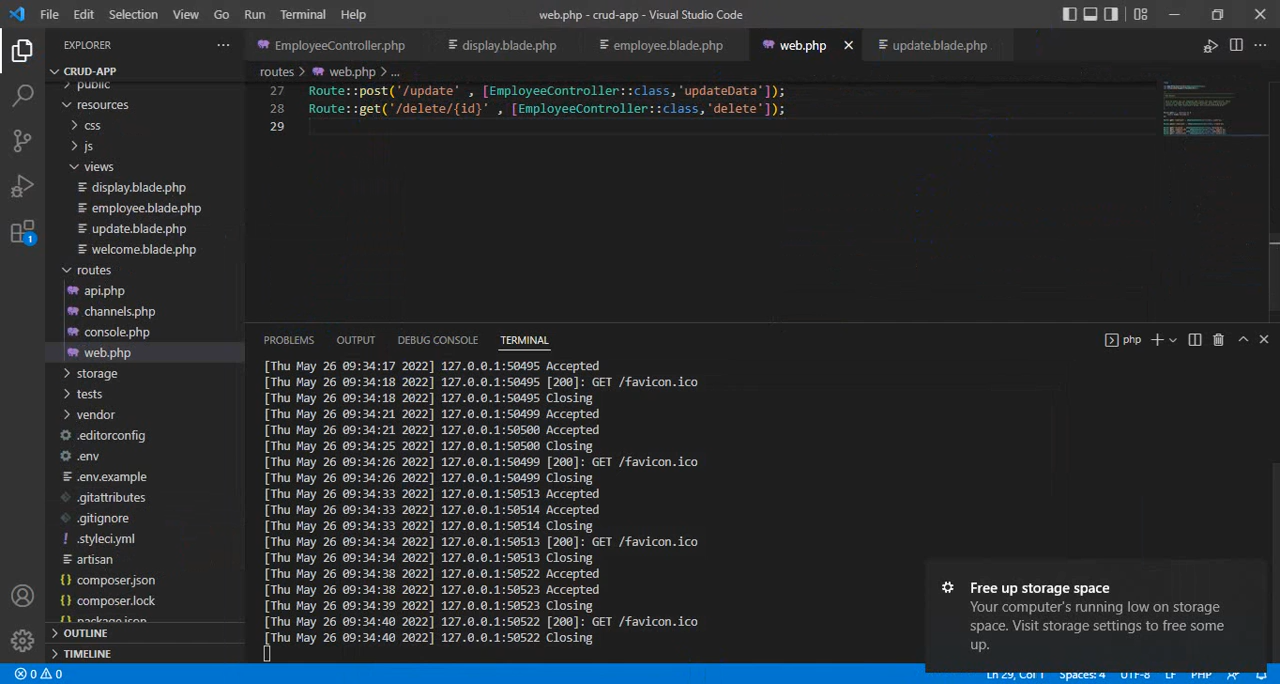 File Edit Selection View Go Run Terminal Help
web.php - crud-app - Visual Studio Code
EXPLORER
EmployeeController.php
display.blade.php
employee.blade.php
web.php
update.blade.php
routes > web.php > ...
CRUD-APP
public
resources
css
js
views
display.blade.php
employee.blade.php
update.blade.php
welcome.blade.php
routes
api.php
channels.php
console.php
web.php
storage
tests
vendor
.editorconfig
.env
.env.example
.gitattributes
.gitignore
.styleci.yml
artisan
composer.json
composer.lock
package.json
OUTLINE
TIMELINE
1
27 Route::post('/update' , [EmployeeController::class,'updateData']);
28 Route::get('/delete/{id}' , [EmployeeController::class,'delete']);
29
PROBLEMS OUTPUT DEBUG CONSOLE TERMINAL
php
[Thu May 26 09:34:17 2022] 127.0.0.1:50495 Accepted
[Thu May 26 09:34:18 2022] 127.0.0.1:50495 [200]: GET /favicon.ico
[Thu May 26 09:34:18 2022] 127.0.0.1:50495 Closing
[Thu May 26 09:34:21 2022] 127.0.0.1:50499 Accepted
[Thu May 26 09:34:21 2022] 127.0.0.1:50500 Accepted
[Thu May 26 09:34:25 2022] 127.0.0.1:50500 Closing
[Thu May 26 09:34:26 2022] 127.0.0.1:50499 [200]: GET /favicon.ico
[Thu May 26 09:34:26 2022] 127.0.0.1:50499 Closing
[Thu May 26 09:34:33 2022] 127.0.0.1:50513 Accepted
[Thu May 26 09:34:33 2022] 127.0.0.1:50514 Accepted
[Thu May 26 09:34:33 2022] 127.0.0.1:50514 Closing
[Thu May 26 09:34:34 2022] 127.0.0.1:50513 [200]: GET /favicon.ico
[Thu May 26 09:34:34 2022] 127.0.0.1:50513 Closing
[Thu May 26 09:34:38 2022] 127.0.0.1:50522 Accepted
[Thu May 26 09:34:38 2022] 127.0.0.1:50523 Accepted
[Thu May 26 09:34:39 2022] 127.0.0.1:50523 Closing
[Thu May 26 09:34:40 2022] 127.0.0.1:50522 [200]: GET /favicon.ico
[Thu May 26 09:34:40 2022] 127.0.0.1:50522 Closing
Free up storage space
Your computer's running low on storage
space. Visit storage settings to free some
up.
0 0
Ln 29, Col 1 Spaces: 4 UTF-8 LF PHP